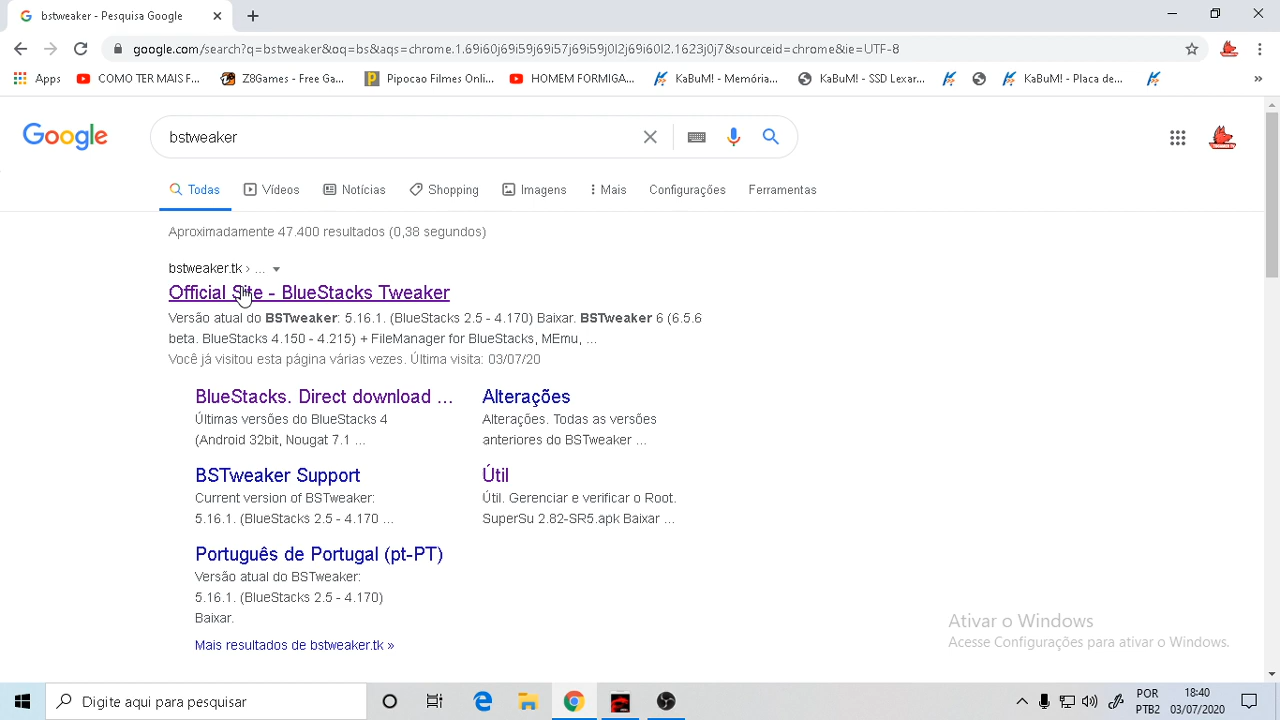 bstweaker - Pesquisa Google
google.com/search?q=bstweaker&oq=bs&aqs=chrome.1.69i60j69i59j69i57j69i59j0l2j69i60l2.1623j0j7&sourceid=chrome&ie=UTF-8
Apps COMO TER MAIS F... Z8Games - Free Ga... Pipocao Filmes Onli... HOMEM FORMIGA... KaBuM! - Memória... KaBuM! - SSD Lexar... KaBuM! - Placa de... »
Google bstweaker
Todas Vídeos Notícias Shopping Imagens Mais Configurações Ferramentas
Aproximadamente 47.400 resultados (0,38 segundos)
bstweaker.tk › ...
Official Site - BlueStacks Tweaker
Versão atual do BSTweaker: 5.16.1. (BlueStacks 2.5 - 4.170) Baixar. BSTweaker 6 (6.5.6
beta. BlueStacks 4.150 - 4.215) + FileManager for BlueStacks, MEmu, ...
Você já visitou esta página várias vezes. Última visita: 03/07/20
BlueStacks. Direct download ...
Últimas versões do BlueStacks 4
(Android 32bit, Nougat 7.1 ...
Alterações
Alterações. Todas as versões
anteriores do BSTweaker ...
BSTweaker Support
Current version of BSTweaker:
5.16.1. (BlueStacks 2.5 - 4.170 ...
Útil
Útil. Gerenciar e verificar o Root.
SuperSu 2.82-SR5.apk Baixar ...
Português de Portugal (pt-PT)
Versão atual do BSTweaker:
5.16.1. (BlueStacks 2.5 - 4.170)
Baixar.
Mais resultados de bstweaker.tk »
Ativar o Windows
Acesse Configurações para ativar o Windows.
Digite aqui para pesquisar
POR
PTB2
18:40
03/07/2020